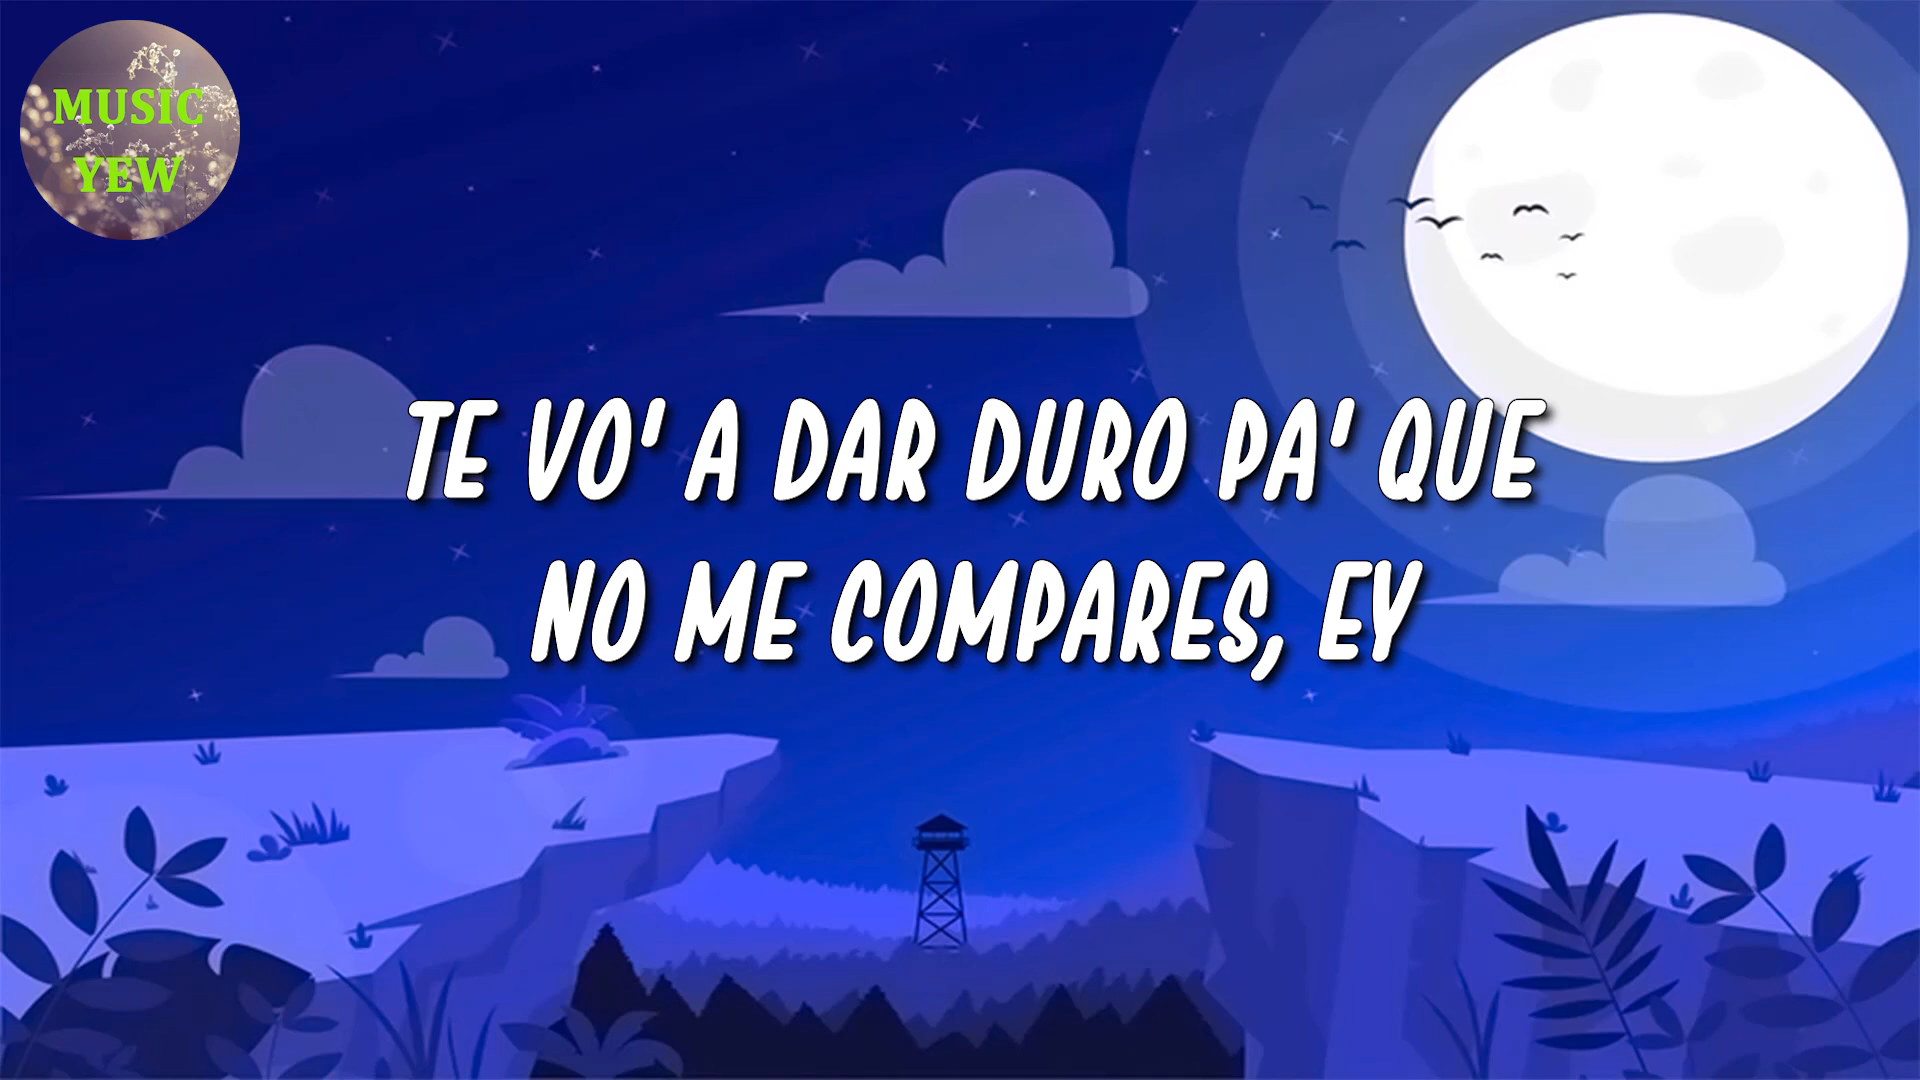 MUSIC
YEW
TE VO' A DAR DURO PA' QUE
NO ME COMPARES, EY